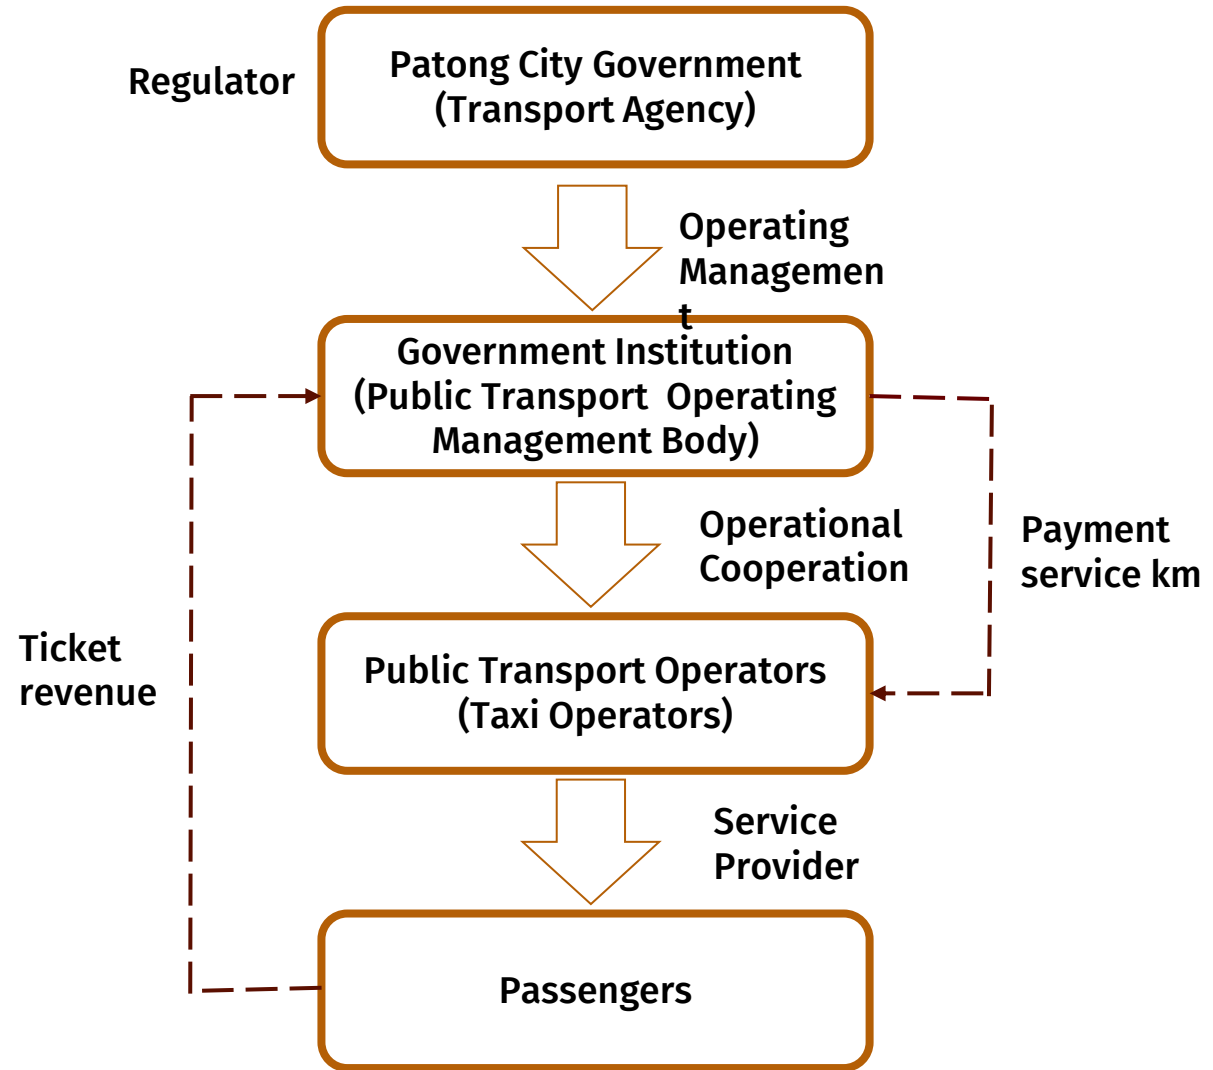 Regulator
Patong City Government
(Transport Agency)
Operating
Managemen
t
Government Institution
(Public Transport  Operating
Management Body)
Operational
Cooperation
Payment
service km
Ticket
revenue
Public Transport Operators
(Taxi Operators)
Service
Provider
Passengers